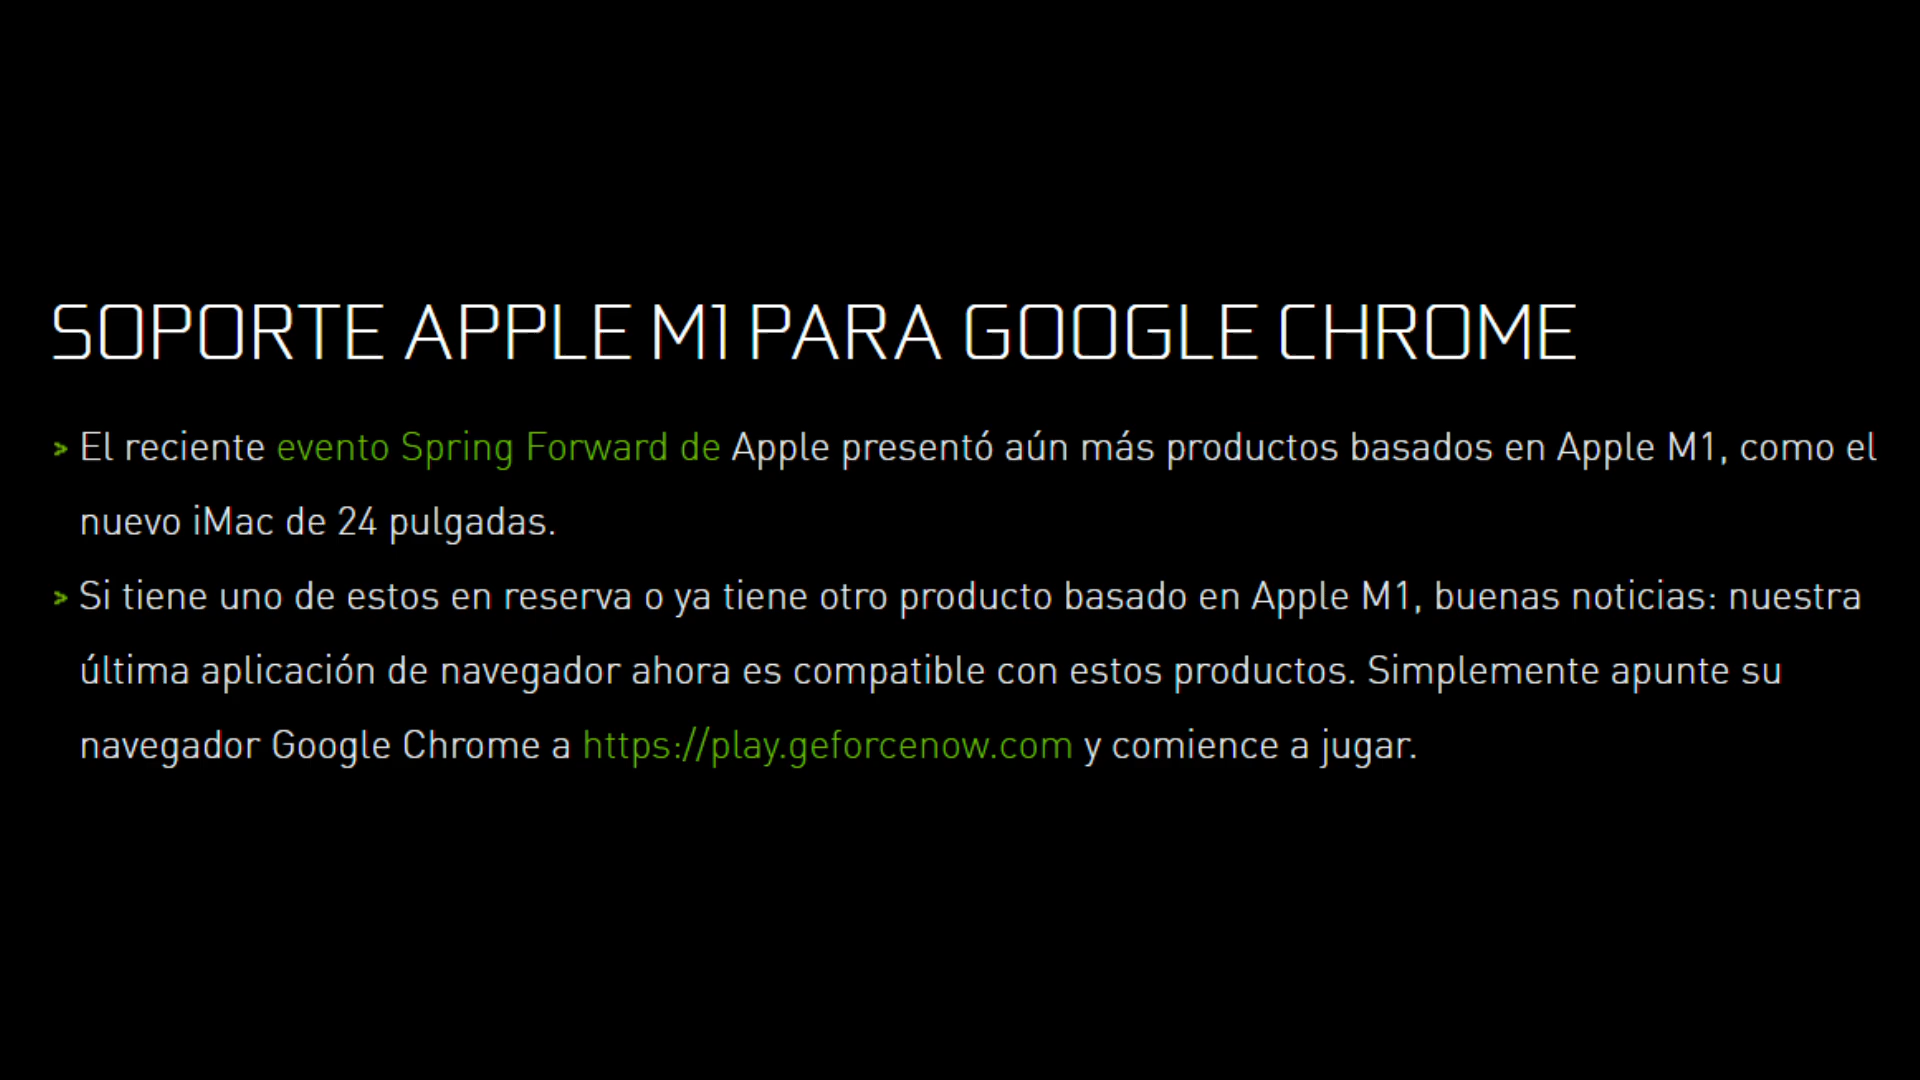 SOPORTE APPLE M1 PARA GOOGLE CHROME
> El reciente evento Spring Forward de Apple presentó aún más productos basados en Apple M1, como el
nuevo iMac de 24 pulgadas.
> Si tiene uno de estos en reserva o ya tiene otro producto basado en Apple M1, buenas noticias: nuestra
última aplicación de navegador ahora es compatible con estos productos. Simplemente apunte su
navegador Google Chrome a https://play.geforcenow.com y comience a jugar.